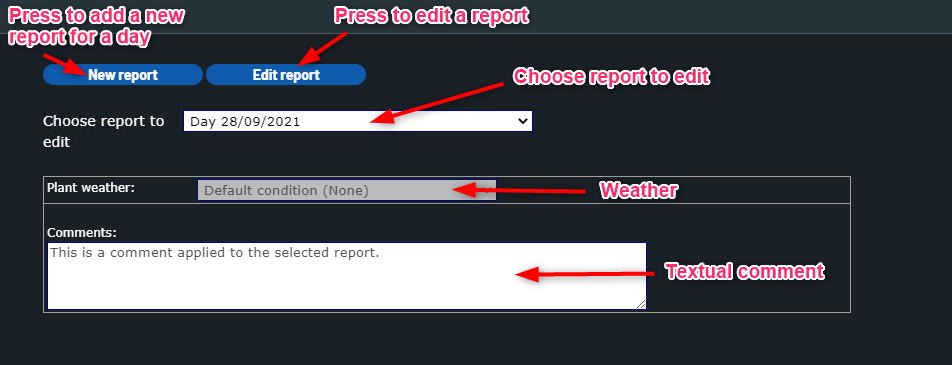 Press to add a new
report for a day
Press to edit a report
New report
Edit report
Choose report to edit
Choose report to
edit
Day 28/09/2021
Plant weather:
Default condition (None)
Weather
Comments:
This is a comment applied to the selected report.
Textual comment